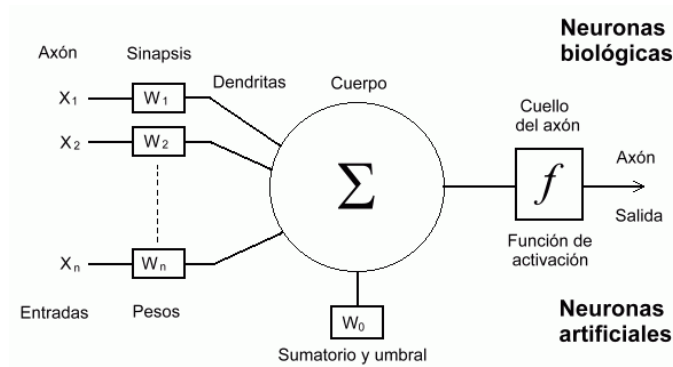 Neuronas
biológicas
Axón
Sinapsis
Dendritas
Cuerpo
Cuello
del axón
X1
W1
X2
W2
Σ
f
Axón
Salida
Xn
Wn
Función de
activación
Entradas
Pesos
W0
Sumatorio y umbral
Neuronas
artificiales